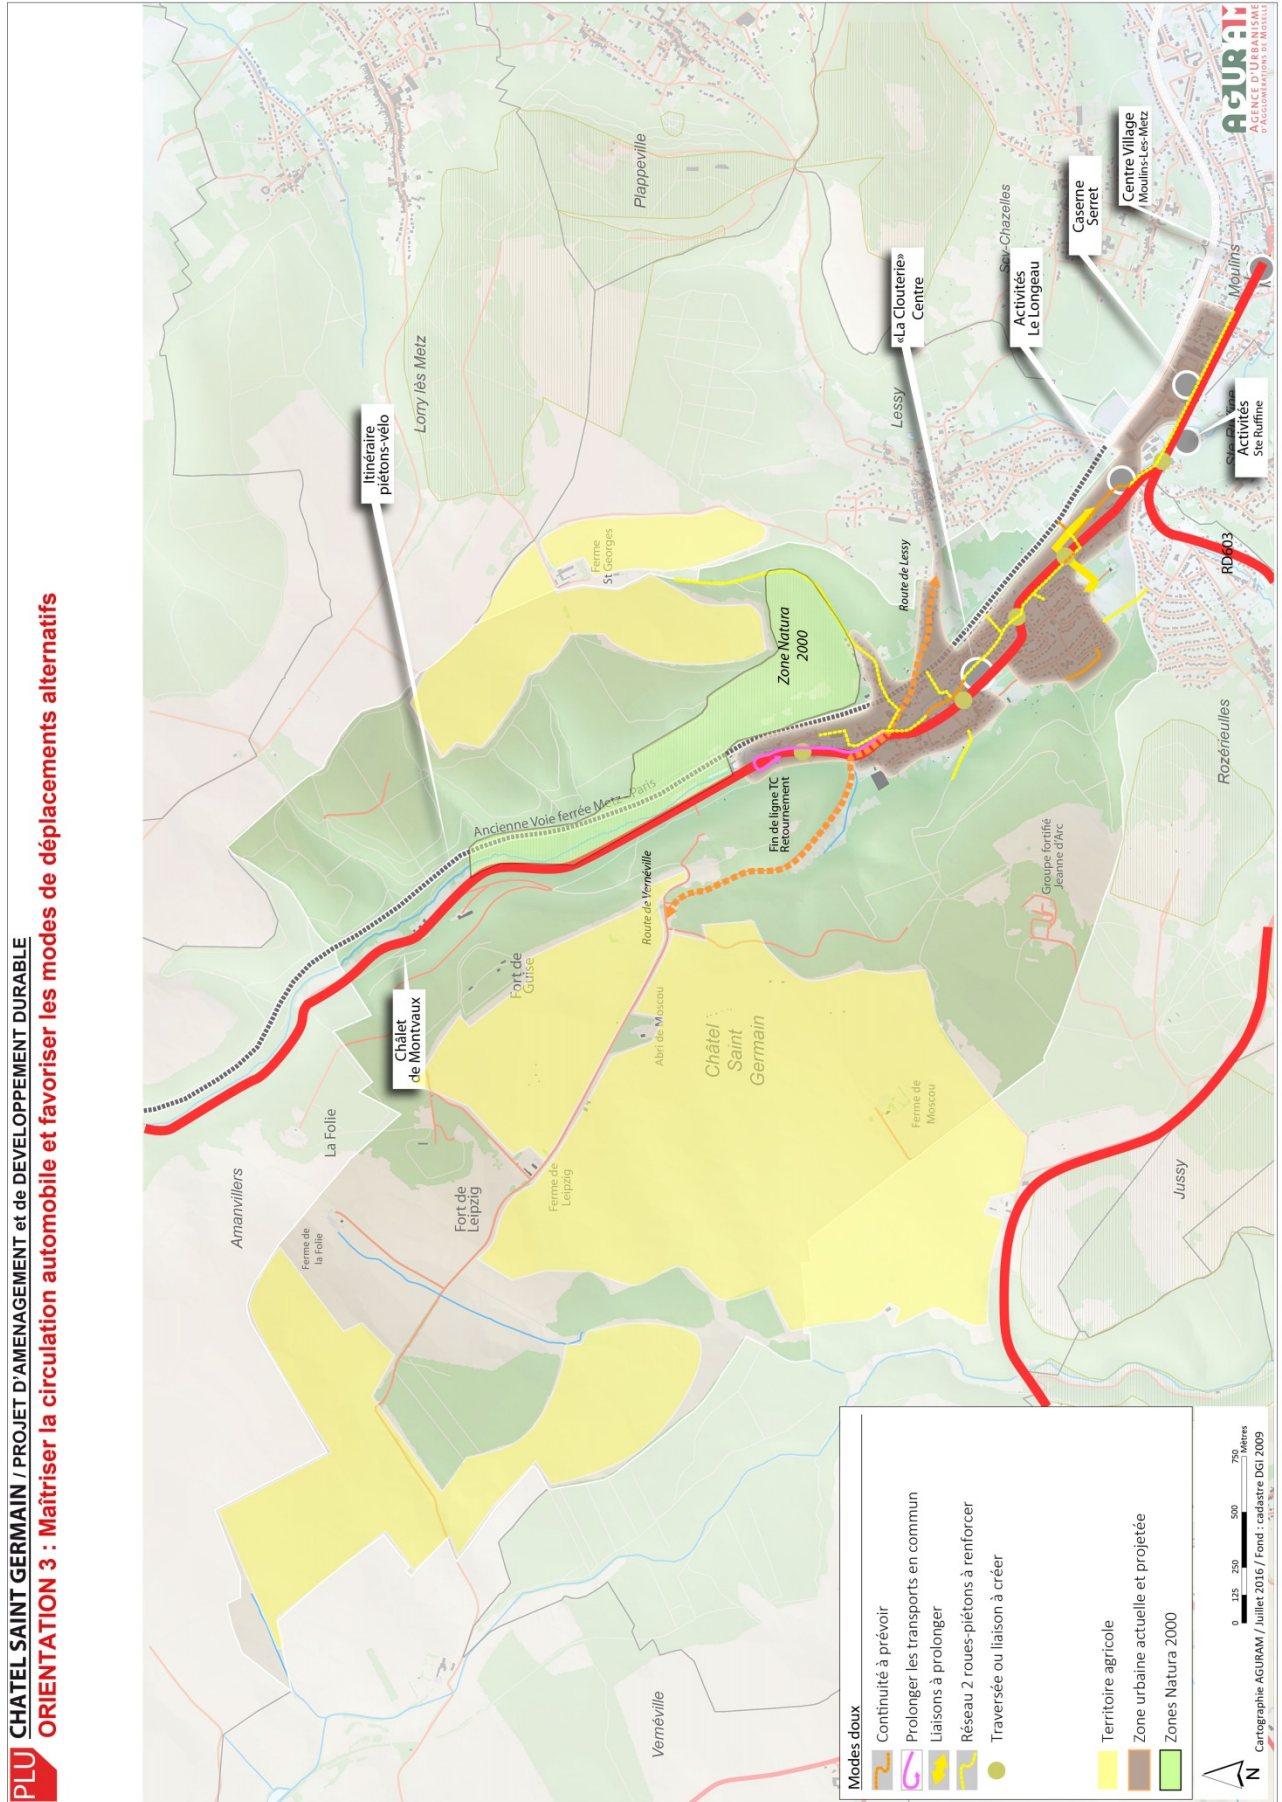 PLU
CHATEL SAINT GERMAIN / PROJET D'AMENAGEMENT et de DEVELOPPEMENT DURABLE
ORIENTATION 3 : Maîtriser la circulation automobile et favoriser les modes de déplacements alternatifs
Amanvillers
La Folie
Ferme de
la Folie
Fort de
Leipzig
Ferme de
Leipzig
Châlet
de Montvaux
Fort de
Guise
Itinéraire
piétons-vélo
Lorry lès Metz
Ancienne Voie ferrée Metz - Paris
Ferme
St Georges
Plappeville
Route de Vernéville
Abri de Moscou
Châtel
Saint
Germain
Zone Natura
2000
Fin de ligne TC
Retournement
Ferme de
Moscou
Groupe fortifié
Jeanne d'Arc
Route de Lessy
Lessy
«La Clouterie»
Centre
Scy-Chazelles
Activités
Le Longeau
Caserne
Serret
Centre Village
Moulins-Les-Metz
Moulins
Ste Ruffine
Activités
Ste Ruffine
RD603
Rozérieulles
Jussy
Vernéville
AGURAM
AGENCE D'URBANISME
D'AGGLOMÉRATIONS DE MOSELLE
Modes doux
Continuité à prévoir
Prolonger les transports en commun
Liaisons à prolonger
Réseau 2 roues-piétons à renforcer
Traversée ou liaison à créer
Territoire agricole
Zone urbaine actuelle et projetée
Zones Natura 2000
N
0 125 250 500 750
Mètres
Cartographie AGURAM / Juillet 2016 / Fond : cadastre DGI 2009